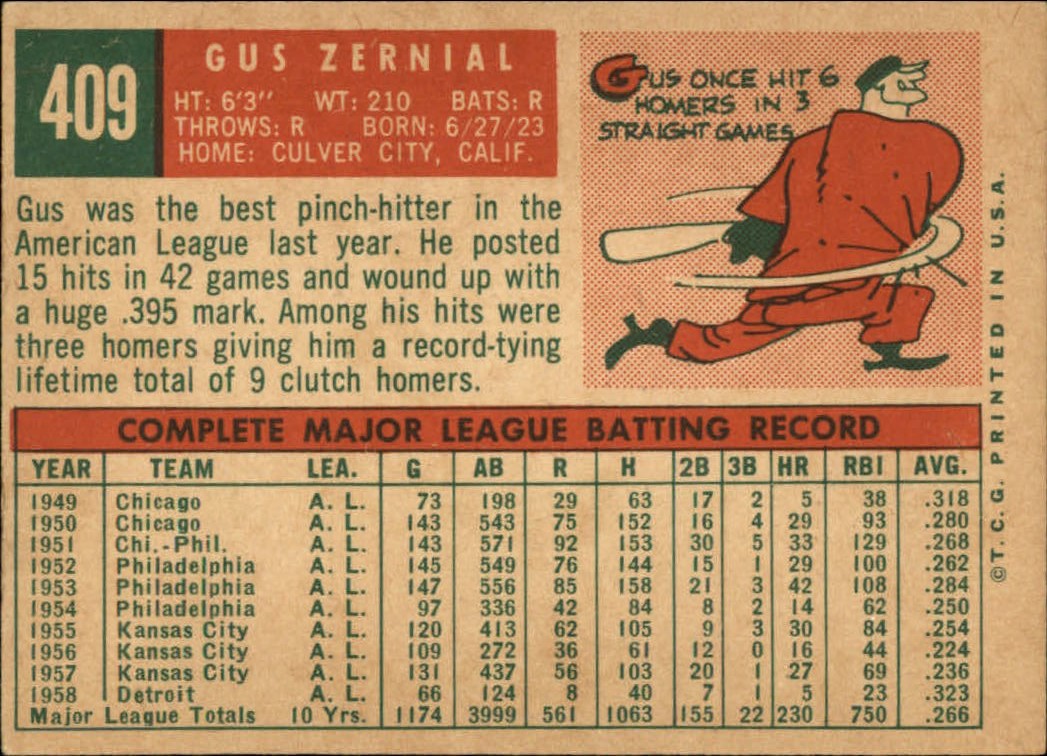 409
GUS ZERNIAL
HT: 6'3" WT: 210 BATS: R
THROWS: R BORN: 6/27/23
HOME: CULVER CITY, CALIF.
GUS ONCE HIT 6
HOMERS IN 3
STRAIGHT GAMES
Gus was the best pinch-hitter in the
American League last year. He posted
15 hits in 42 games and wound up with
a huge .395 mark. Among his hits were
three homers giving him a record-tying
lifetime total of 9 clutch homers.
COMPLETE MAJOR LEAGUE BATTING RECORD
YEAR TEAM LEA. G AB R H 2B 3B HR RBI AVG.
1949 Chicago A. L. 73 198 29 63 17 2 5 38 .318
1950 Chicago A. L. 143 543 75 152 16 4 29 93 .280
1951 Chi.-Phil. A. L. 143 571 92 153 30 5 33 129 .268
1952 Philadelphia A. L. 145 549 76 144 15 1 29 100 .262
1953 Philadelphia A. L. 147 556 85 158 21 3 42 108 .284
1954 Philadelphia A. L. 97 336 42 84 8 2 14 62 .250
1955 Kansas City A. L. 120 413 62 105 9 3 30 84 .254
1956 Kansas City A. L. 109 272 36 61 12 0 16 44 .224
1957 Kansas City A. L. 131 437 56 103 20 1 27 69 .236
1958 Detroit A. L. 66 124 8 40 7 1 5 23 .323
Major League Totals 10 Yrs. 1174 3999 561 1063 155 22 230 750 .266
©T. C. G. PRINTED IN U.S.A.